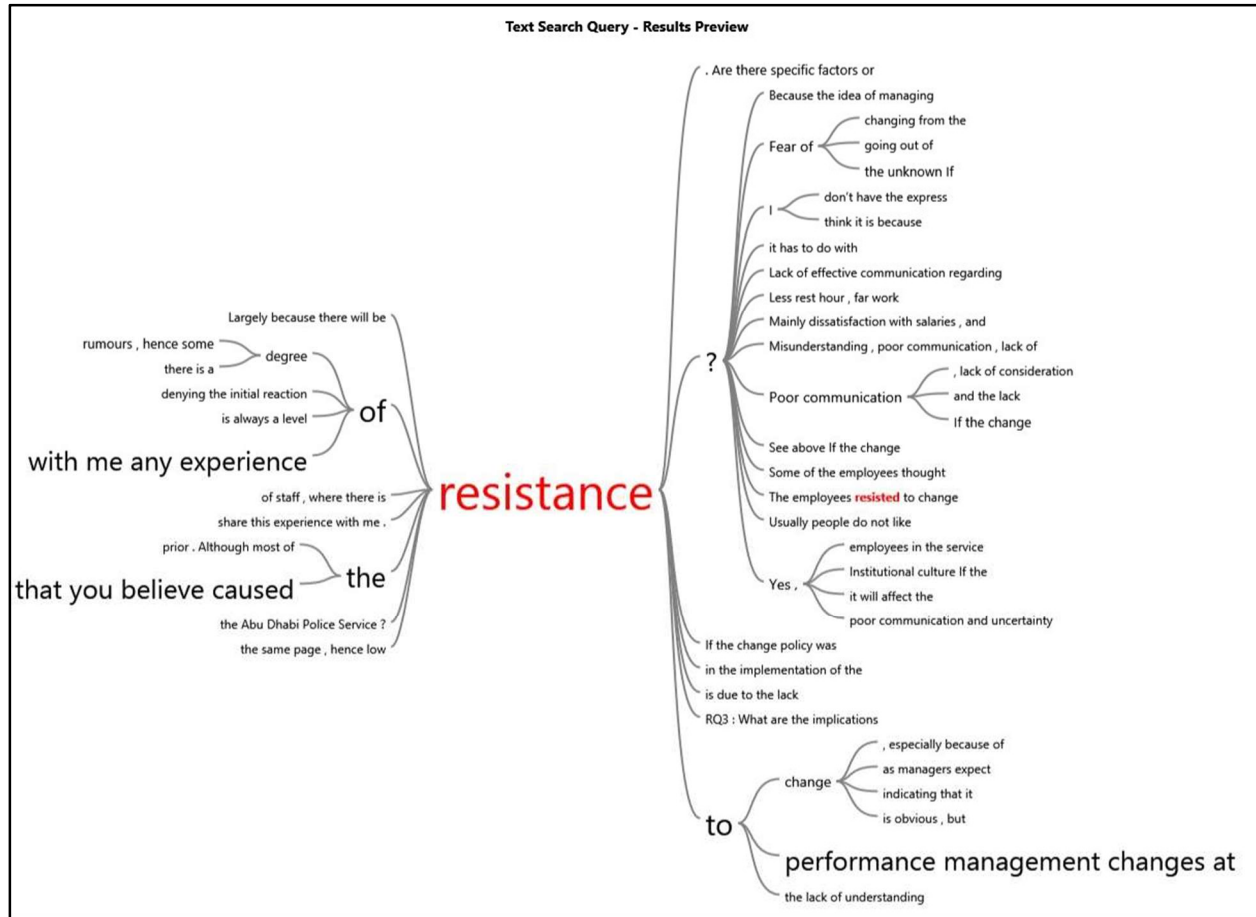 Text Search Query - Results Preview
Largely because there will be
rumours , hence some
there is a
degree
denying the initial reaction
is always a level
with me any experience
of
of staff , where there is
share this experience with me .
prior . Although most of
that you believe caused
the
the Abu Dhabi Police Service ?
the same page , hence low
resistance
. Are there specific factors or
?
Because the idea of managing
Fear of
changing from the
going out of
the unknown If
I
don't have the express
think it is because
it has to do with
Lack of effective communication regarding
Less rest hour , far work
Mainly dissatisfaction with salaries , and
Misunderstanding , poor communication , lack of
Poor communication
, lack of consideration
and the lack
If the change
See above If the change
Some of the employees thought
The employees resisted to change
Usually people do not like
Yes ,
employees in the service
Institutional culture If the
it will affect the
poor communication and uncertainty
If the change policy was
in the implementation of the
is due to the lack
RQ3 : What are the implications
to
change
, especially because of
as managers expect
indicating that it
is obvious , but
performance management changes at
the lack of understanding